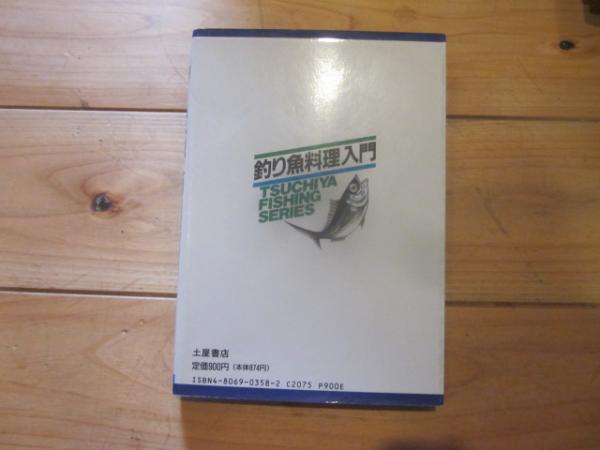 釣り魚料理入門
TSUCHIYA
FISHING
SERIES
土屋書店
定価900円 (本体874円)
ISBN4-8069-0358-2 C2075 P900E